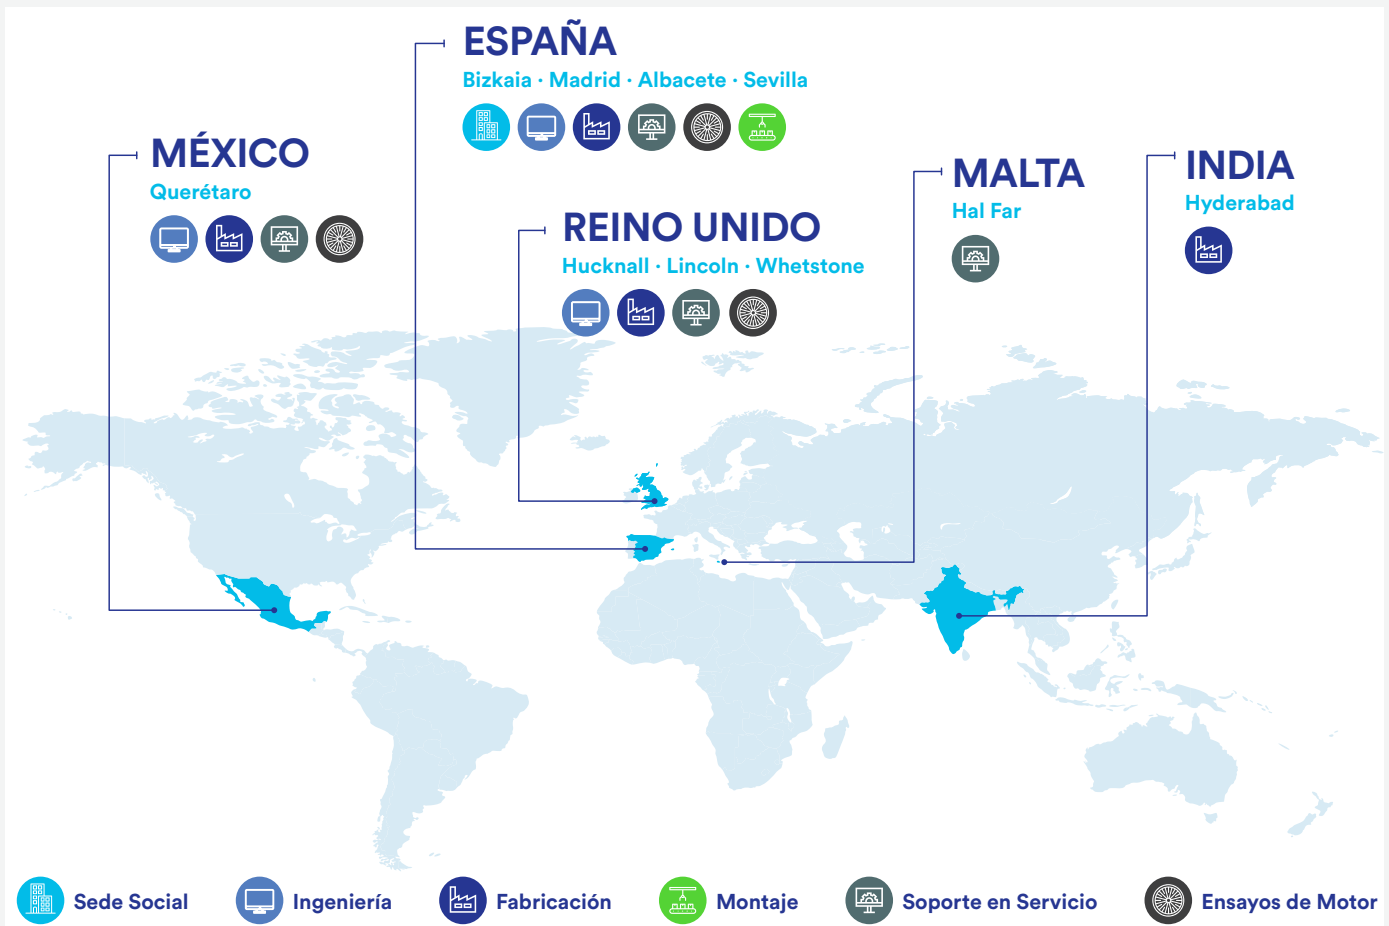 ESPAÑA
Bizkaia · Madrid · Albacete · Sevilla
MÉXICO
Querétaro
REINO UNIDO
Hucknall · Lincoln · Whetstone
MALTA
Hal Far
INDIA
Hyderabad
Sede Social
Ingeniería
Fabricación
Montaje
Soporte en Servicio
Ensayos de Motor